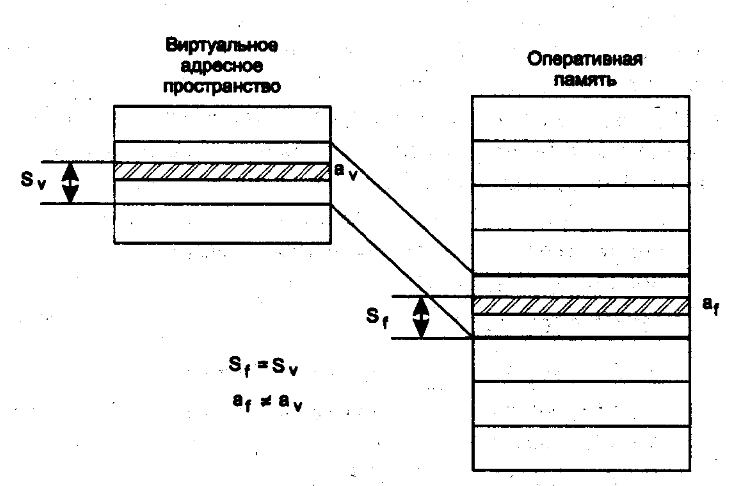 Виртуальное
адресное
пространство
Оперативная
память
a v
S v
a f
S f
S f = S v
a f ≠ a v